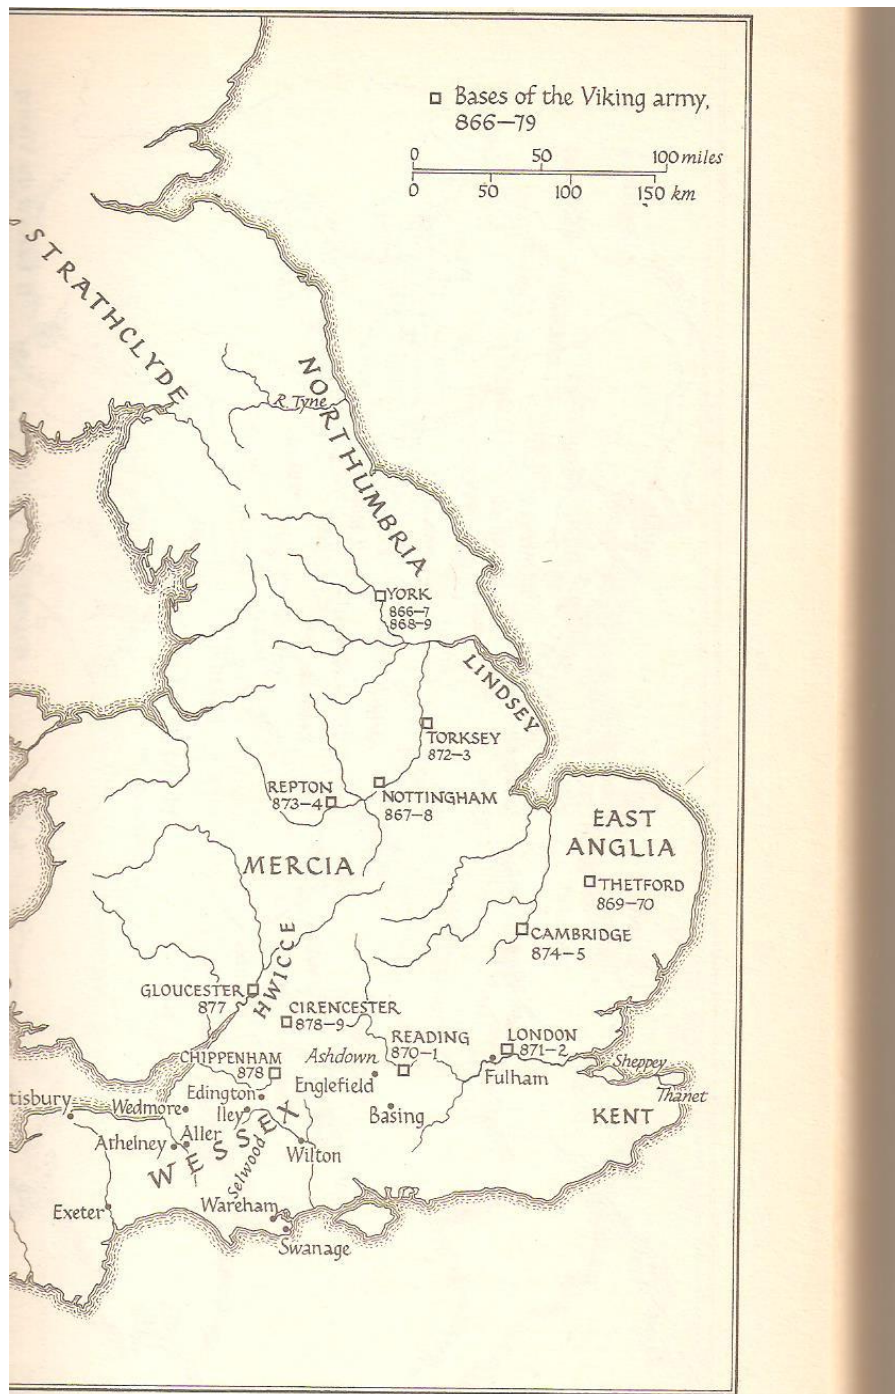 Bases of the Viking army,
866–79
0 50 100 miles
0 50 100 150 km
STRATHCLYDE
NORTHUMBRIA
R. Tyne
YORK
866–7
868–9
LINDSEY
TORKSEY
872–3
REPTON
873–4
NOTTINGHAM
867–8
EAST
ANGLIA
MERCIA
THETFORD
869–70
CAMBRIDGE
874–5
HWICCE
GLOUCESTER
877
CIRENCESTER
878–9
READING
870–1
LONDON
871–2
CHIPPENHAM
878
Ashdown
Englefield
Fulham
Sheppey
Thanet
Edington
Iley
tisbury
Wedmore
Basing
KENT
Athelney
Aller
WESSEX
Selwood
Wilton
Exeter
Wareham
Swanage